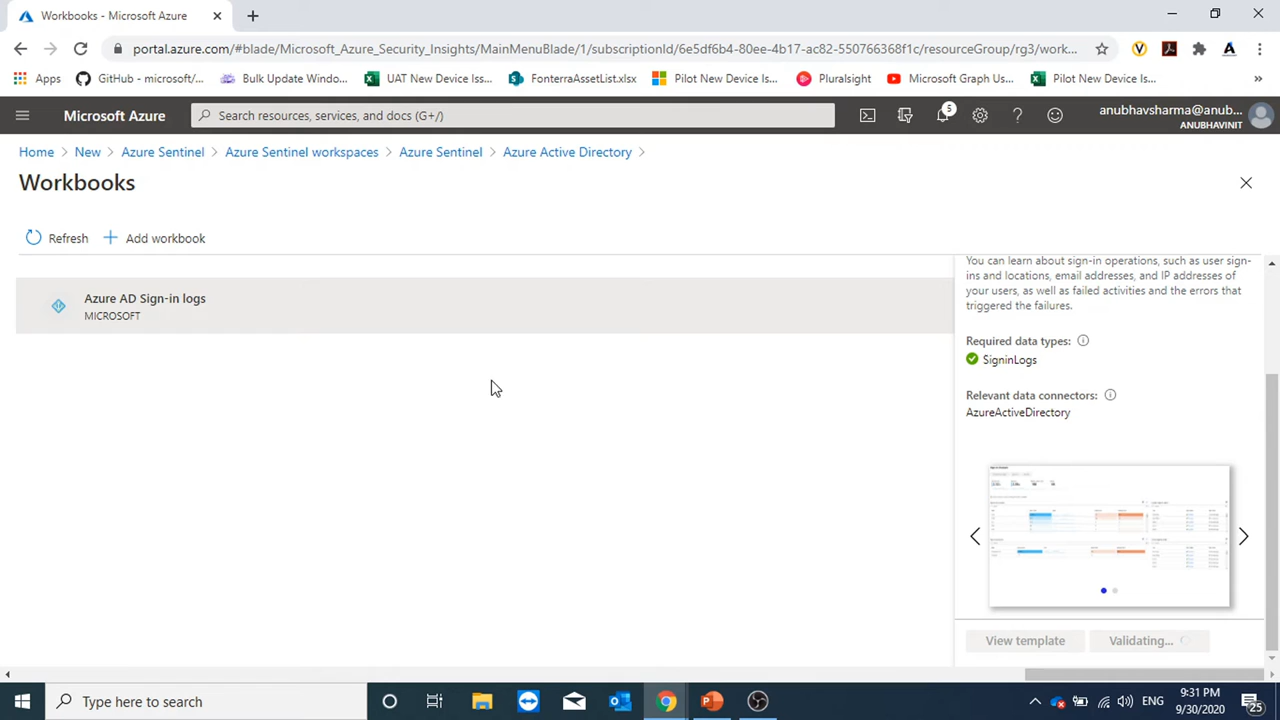 Workbooks - Microsoft Azure
portal.azure.com/#blade/Microsoft_Azure_Security_Insights/MainMenuBlade/1/subscriptionId/6e5df6b4-80ee-4b17-ac82-550766368f1c/resourceGroup/rg3/work...
Apps GitHub - microsoft/... Bulk Update Windo... UAT New Device Iss... FonterraAssetList.xlsx Pilot New Device Is... Pluralsight Microsoft Graph Us... Pilot New Device Is...
Microsoft Azure Search resources, services, and docs (G+/) 5 anubhavsharma@anub...
ANUBHAVINIT
Home > New > Azure Sentinel > Azure Sentinel workspaces > Azure Sentinel > Azure Active Directory >
Workbooks
Refresh + Add workbook
Azure AD Sign-in logs
MICROSOFT
You can learn about sign-in operations, such as user sign-
ins and locations, email addresses, and IP addresses of
your users, as well as failed activities and the errors that
triggered the failures.
Required data types:
SigninLogs
Relevant data connectors:
AzureActiveDirectory
View template Validating...
Type here to search
ENG
9:31 PM
9/30/2020
25